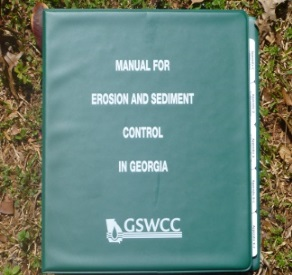 MANUAL FOR
EROSION AND SEDIMENT
CONTROL
IN GEORGIA
GSWCC